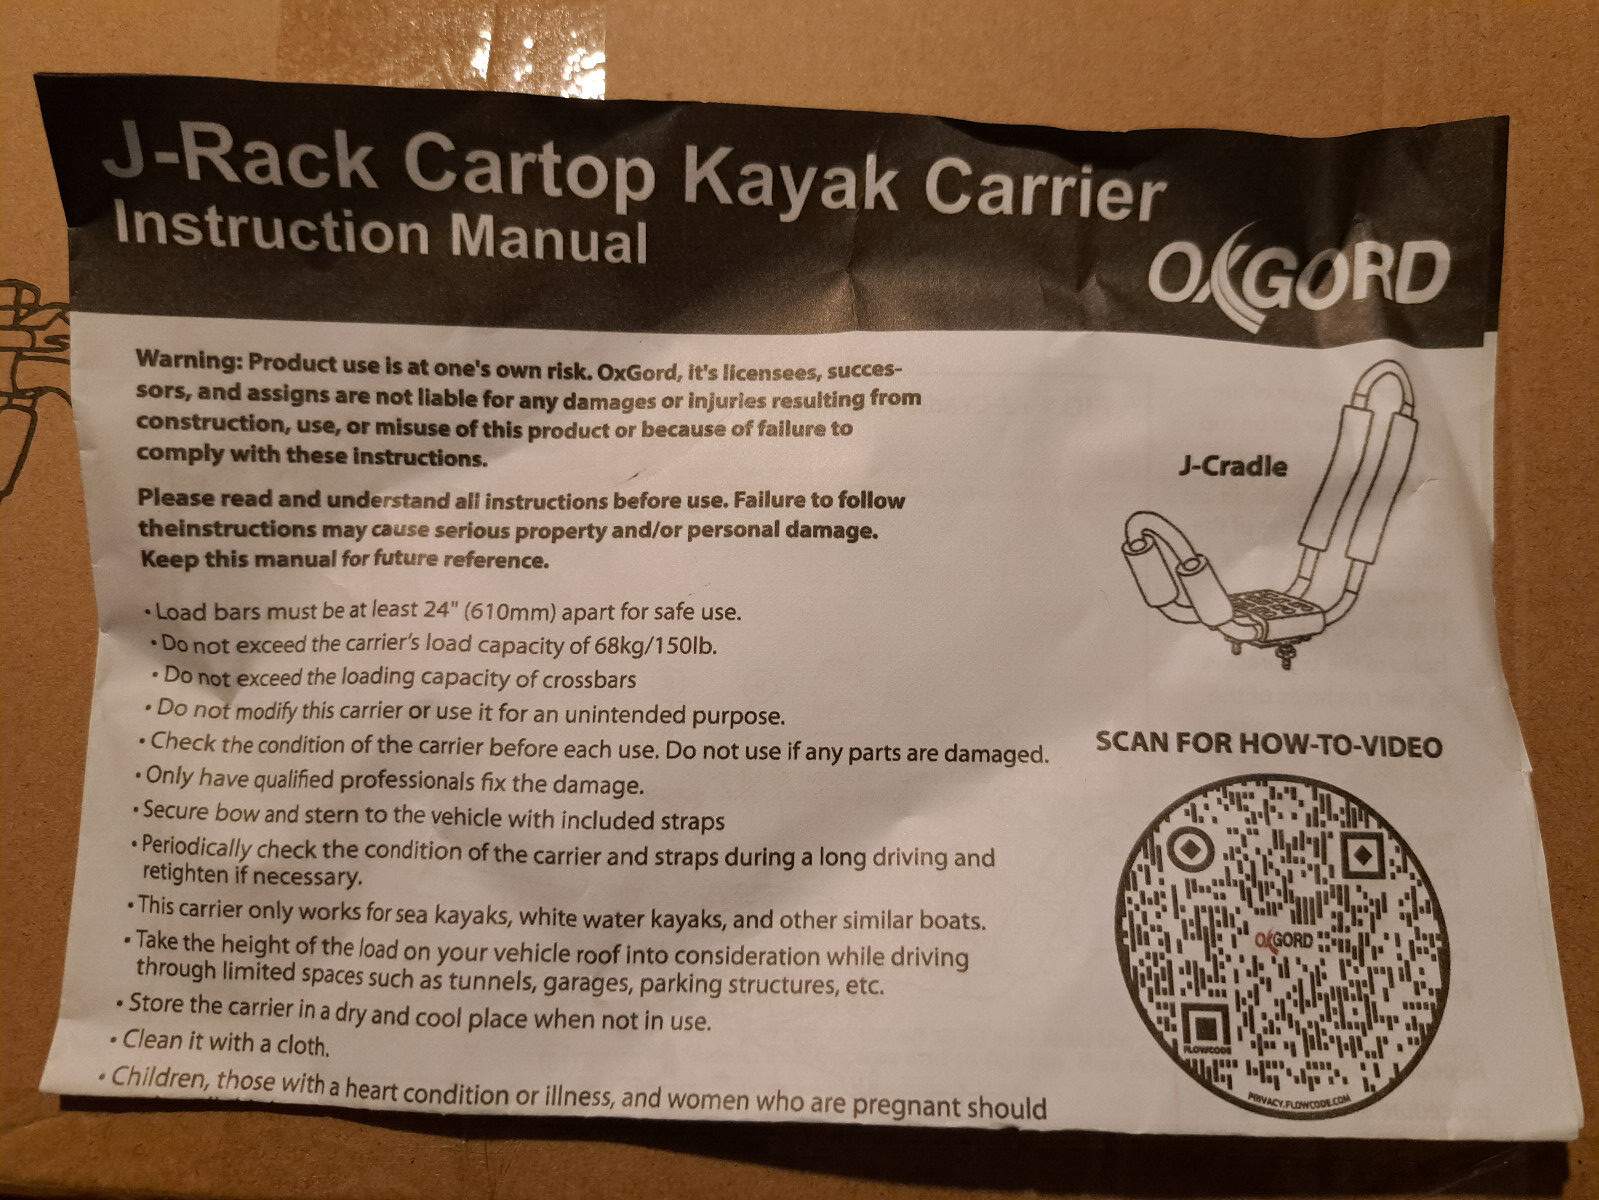 J-Rack Cartop Kayak Carrier
Instruction Manual
OXGORD
Warning: Product use is at one's own risk. OxGord, it's licensees, succes-
sors, and assigns are not liable for any damages or injuries resulting from
construction, use, or misuse of this product or because of failure to
comply with these instructions.
Please read and understand all instructions before use. Failure to follow
theinstructions may cause serious property and/or personal damage.
Keep this manual for future reference.
J-Cradle
• Load bars must be at least 24" (610mm) apart for safe use.
• Do not exceed the carrier's load capacity of 68kg/150lb.
• Do not exceed the loading capacity of crossbars
• Do not modify this carrier or use it for an unintended purpose.
• Check the condition of the carrier before each use. Do not use if any parts are damaged.
• Only have qualified professionals fix the damage.
• Secure bow and stern to the vehicle with included straps
• Periodically check the condition of the carrier and straps during a long driving and
retighten if necessary.
• This carrier only works for sea kayaks, white water kayaks, and other similar boats.
• Take the height of the load on your vehicle roof into consideration while driving
through limited spaces such as tunnels, garages, parking structures, etc.
• Store the carrier in a dry and cool place when not in use.
• Clean it with a cloth.
• Children, those with a heart condition or illness, and women who are pregnant should
SCAN FOR HOW-TO-VIDEO
OXGORD
FLOWCODE
PRIVACY.FLOWCODE.COM